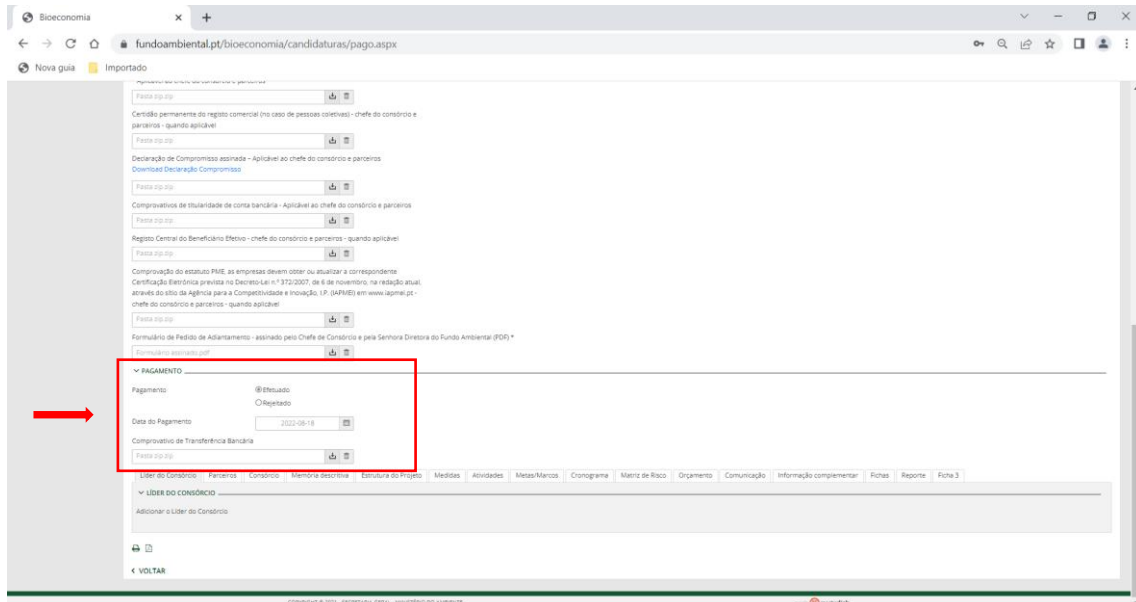 Bioeconomia
fundoambiental.pt/bioeconomia/candidaturas/pago.aspx
Nova guia Importado
Aplicável ao chefe do consórcio e parceiros
Pasta zip.zip
Certidão permanente do registo comercial (no caso de pessoas coletivas) - chefe do consórcio e
parceiros - quando aplicável
Pasta zip.zip
Declaração de Compromisso assinada – Aplicável ao chefe do consórcio e parceiros
Download Declaração Compromisso
Pasta zip.zip
Comprovativos de titularidade de conta bancária - Aplicável ao chefe do consórcio e parceiros
Pasta zip.zip
Registo Central do Beneficiário Efetivo - chefe do consórcio e parceiros - quando aplicável
Pasta zip.zip
Comprovação do estatuto PME, as empresas devem obter ou atualizar a correspondente
Certificação Eletrónica prevista no Decreto-Lei n.º 372/2007, de 6 de novembro, na redação atual,
através do sítio da Agência para a Competitividade e Inovação, I.P. (IAPMEI) em www.iapmei.pt -
chefe do consórcio e parceiros - quando aplicável
Pasta zip.zip
Formulário de Pedido de Adiantamento - assinado pelo Chefe de Consórcio e pela Senhora Diretora do Fundo Ambiental (PDF) *
Formulário assinado.pdf
PAGAMENTO
Pagamento Efetuado
Rejeitado
Data do Pagamento 2022-08-18
Comprovativo de Transferência Bancária
Pasta zip.zip
Líder do Consórcio Parceiros Consórcio Memória descritiva Estrutura do Projeto Medidas Atividades Metas/Marcos Cronograma Matriz de Risco Orçamento Comunicação Informação complementar Fichas Reporte Ficha 3
LÍDER DO CONSÓRCIO
Adicionar o Líder do Consórcio
VOLTAR